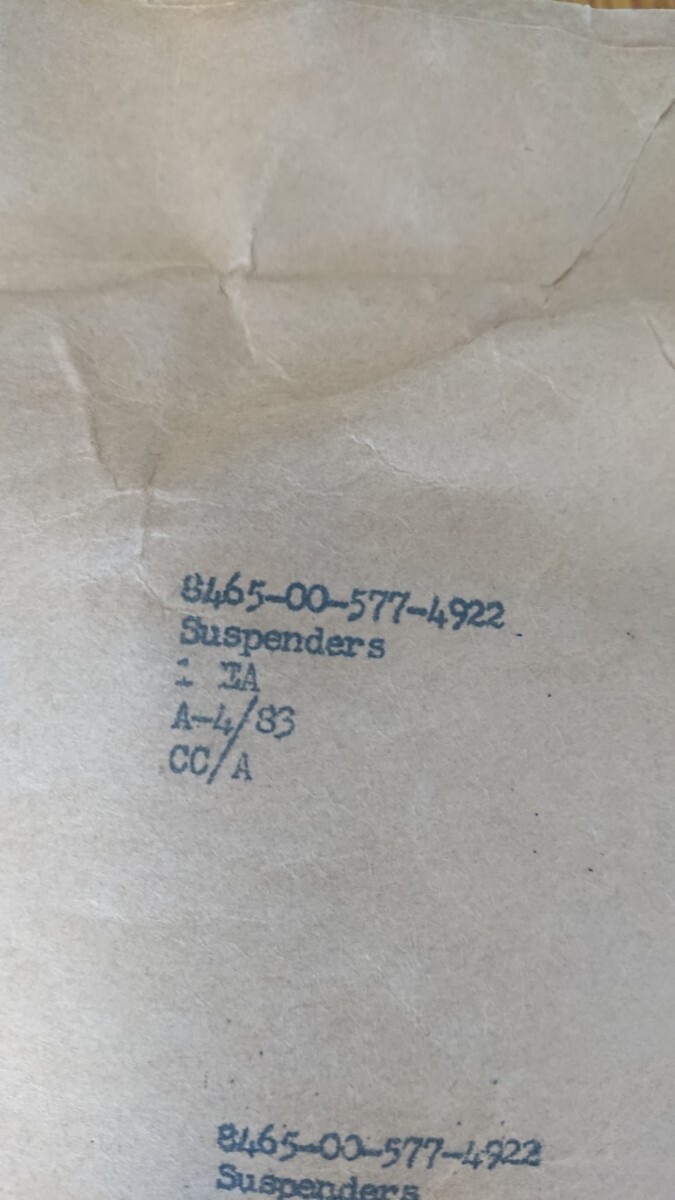 8465-00-577-4922
Suspenders
1 EA
A-4/83
CC/A
8465-00-577-4922
Suspenders